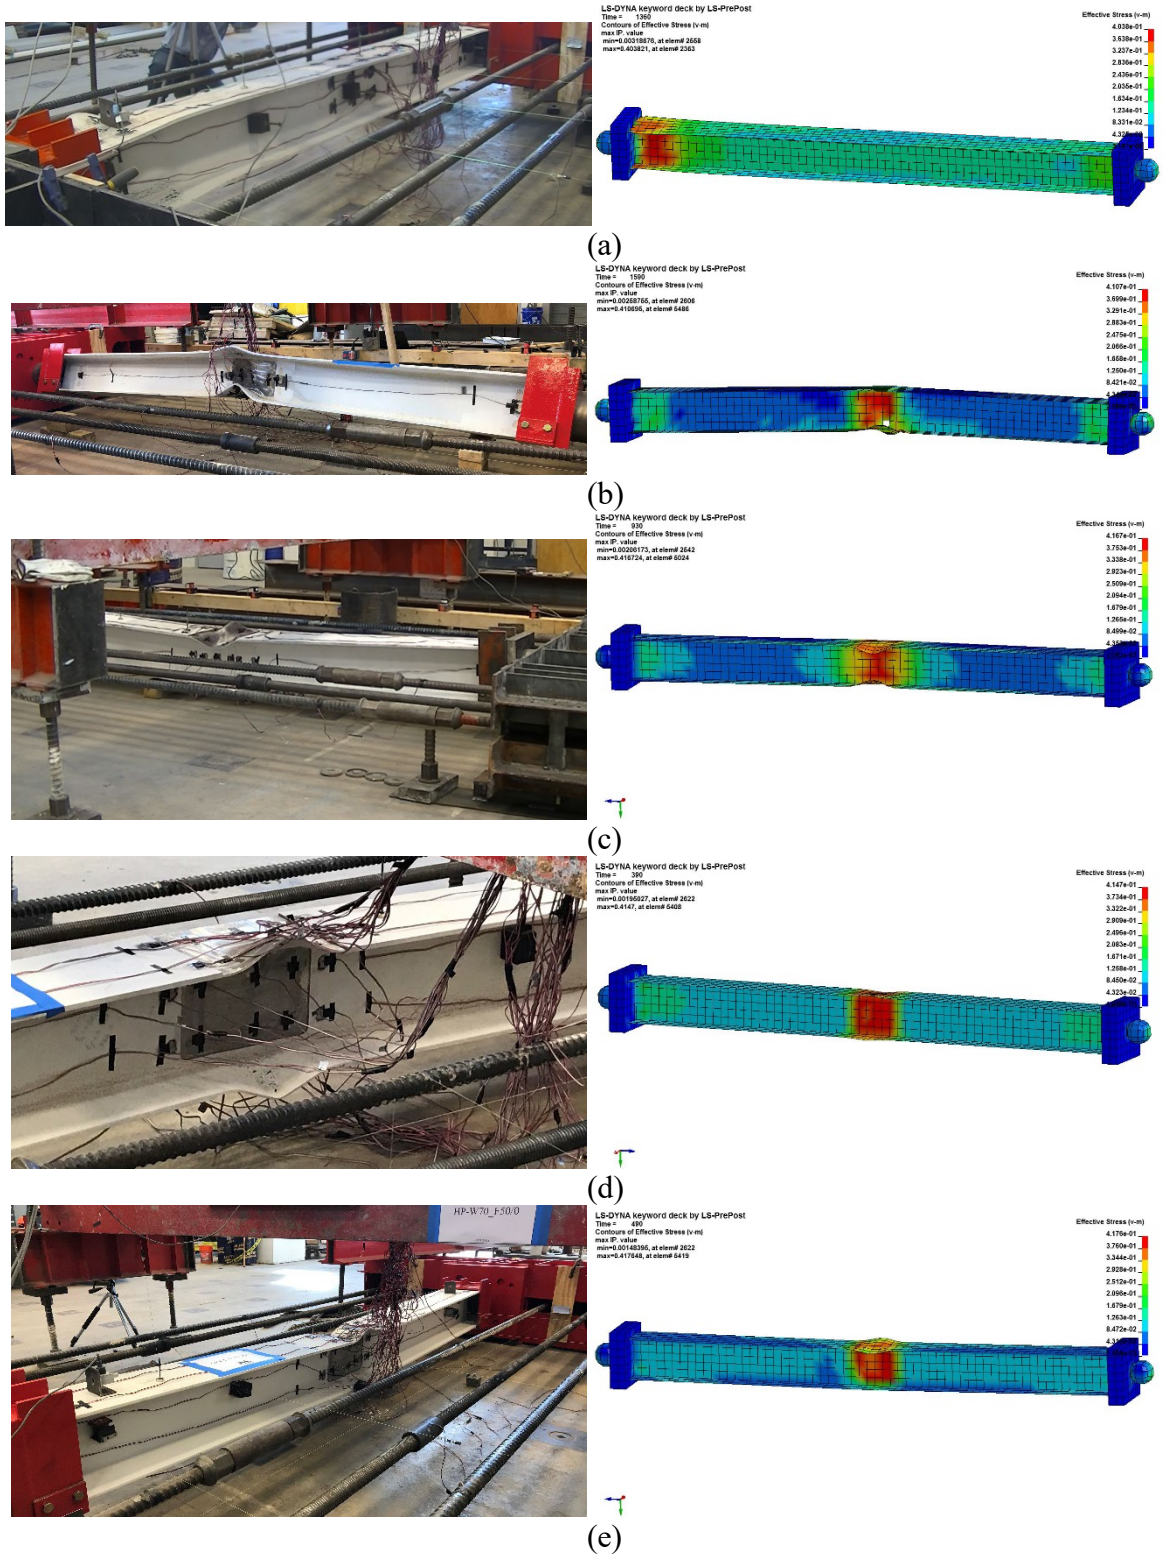 LS-DYNA keyword deck by LS-PrePost
Time = 1360
Contours of Effective Stress (v-m)
max IP. value
min=0.00318576, at elem# 2558
max=0.403821, at elem# 2363
Effective Stress (v-m)
4.038e-01
3.638e-01
3.237e-01
2.836e-01
2.436e-01
2.035e-01
1.634e-01
1.234e-01
8.331e-02
(a)
LS-DYNA keyword deck by LS-PrePost
Time = 1590
Contours of Effective Stress (v-m)
max IP. value
min=0.00258755, at elem# 2606
max=0.410695, at elem# 5486
Effective Stress (v-m)
4.107e-01
3.699e-01
3.291e-01
2.883e-01
2.475e-01
2.066e-01
1.658e-01
1.250e-01
8.421e-02
(b)
LS-DYNA keyword deck by LS-PrePost
Time = 930
Contours of Effective Stress (v-m)
max IP. value
min=0.00206173, at elem# 2542
max=0.416724, at elem# 5024
Effective Stress (v-m)
4.167e-01
3.753e-01
3.338e-01
2.923e-01
2.509e-01
2.094e-01
1.679e-01
1.265e-01
8.499e-02
(c)
LS-DYNA keyword deck by LS-PrePost
Time = 390
Contours of Effective Stress (v-m)
max IP. value
min=0.00195027, at elem# 2622
max=0.4147, at elem# 5408
Effective Stress (v-m)
4.147e-01
3.734e-01
3.322e-01
2.909e-01
2.496e-01
2.083e-01
1.671e-01
1.258e-01
8.450e-02
4.323e-02
(d)
HP-W70_F50/0
LS-DYNA keyword deck by LS-PrePost
Time = 490
Contours of Effective Stress (v-m)
max IP. value
min=0.00148395, at elem# 2622
max=0.417648, at elem# 5419
Effective Stress (v-m)
4.176e-01
3.760e-01
3.344e-01
2.928e-01
2.512e-01
2.096e-01
1.679e-01
1.263e-01
8.472e-02
(e)